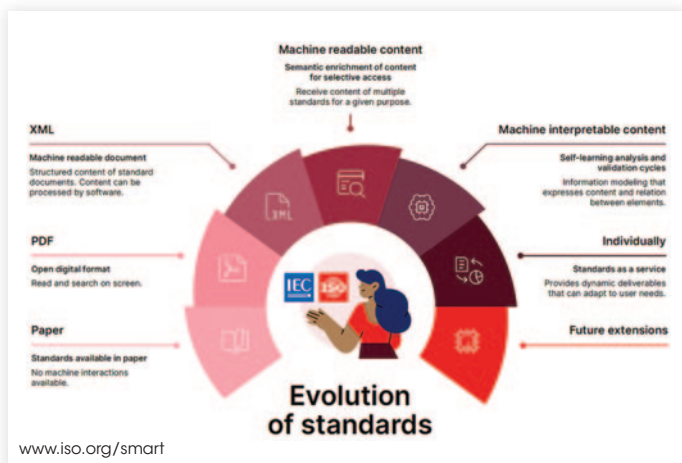 Machine readable content
Semantic enrichment of content
for selective access
Receive content of multiple
standards for a given purpose.
XML
Machine readable document
Structured content of standard
documents. Content can be
processed by software.
Machine interpretable content
Self-learning analysis and
validation cycles
Information modeling that
expresses content and relation
between elements.
PDF
Open digital format
Read and search on screen.
Individually
Standards as a service
Provides dynamic deliverables
that can adapt to user needs.
Paper
Standards available in paper
No machine interactions
available.
Future extensions
XML
IEC
ISO
Evolution
of standards
www.iso.org/smart